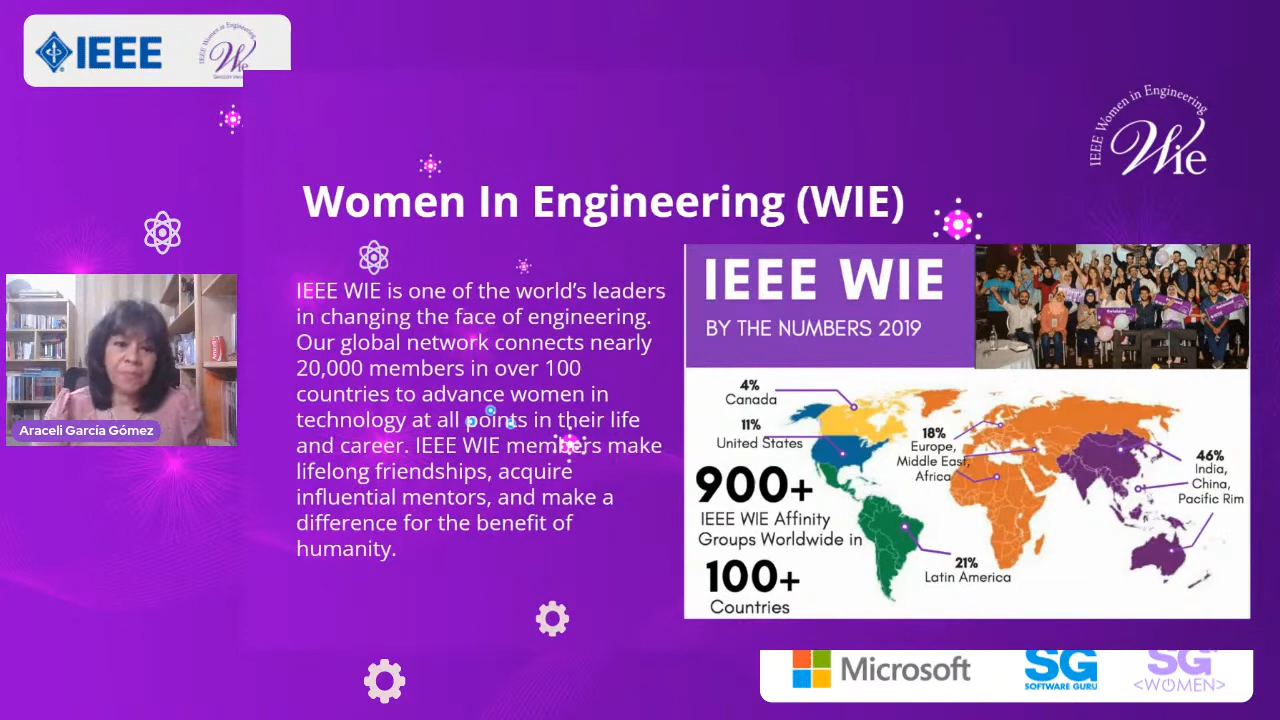 IEEE
IEEE Women in Engineering
Wie
IEEE Women in Engineering
Wie
Women In Engineering (WIE)
IEEE WIE is one of the world’s leaders
in changing the face of engineering.
Our global network connects nearly
20,000 members in over 100
countries to advance women in
technology at all points in their life
and career. IEEE WIE members make
lifelong friendships, acquire
influential mentors, and make a
difference for the benefit of
humanity.
Araceli García Gómez
IEEE WIE
BY THE NUMBERS 2019
4%
Canada
11%
United States
18%
Europe,
Middle East,
Africa
46%
India,
China,
Pacific Rim
900+
IEEE WIE Affinity
Groups Worldwide in
100+
Countries
21%
Latin America
Microsoft
SG
SOFTWARE GURU
SG
<WOMEN>